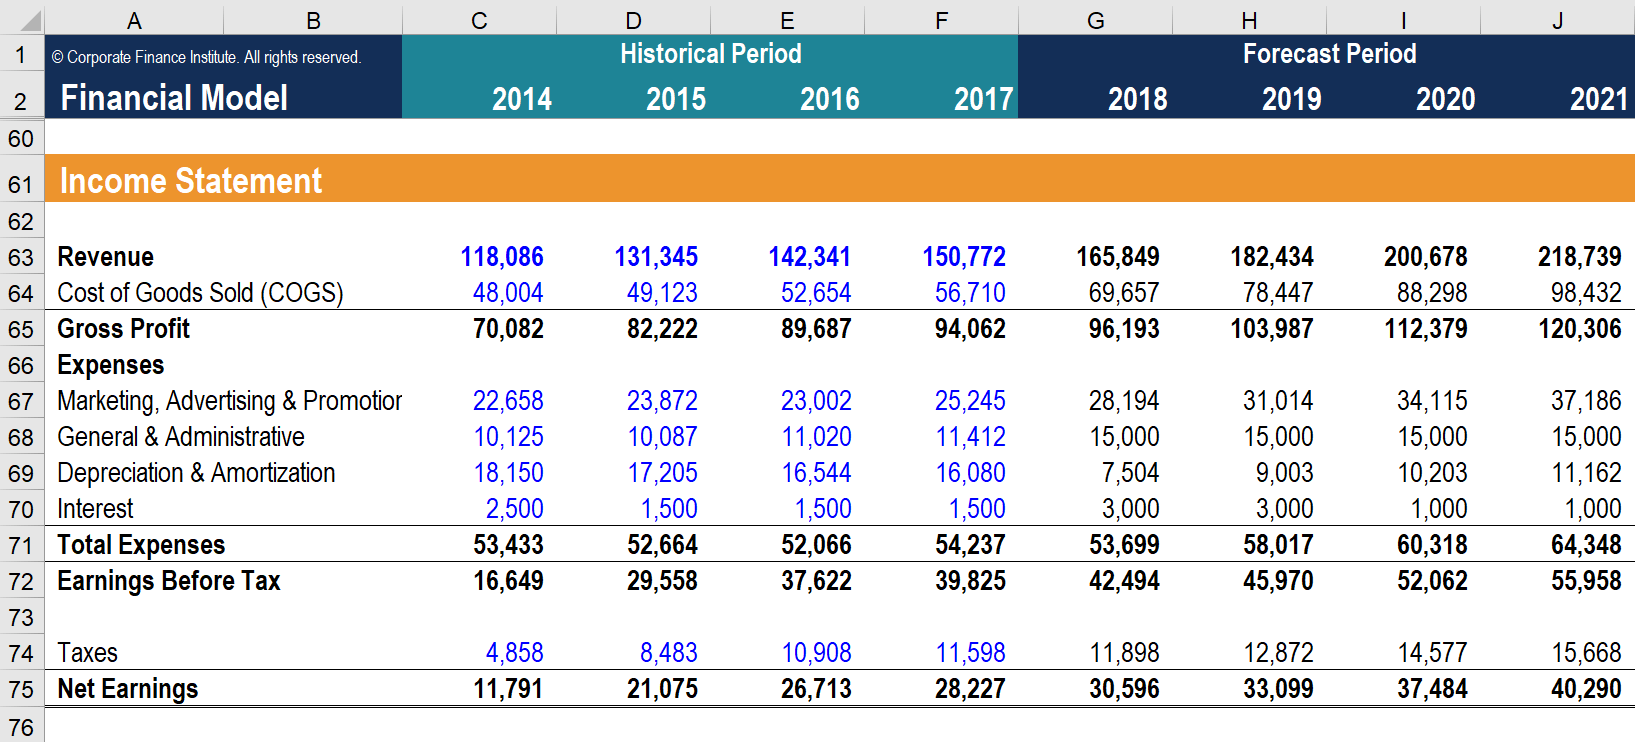 A B C D E F G H I J
1 © Corporate Finance Institute. All rights reserved. Historical Period Forecast Period
2 Financial Model 2014 2015 2016 2017 2018 2019 2020 2021
60
61 Income Statement
62
63 Revenue 118,086 131,345 142,341 150,772 165,849 182,434 200,678 218,739
64 Cost of Goods Sold (COGS) 48,004 49,123 52,654 56,710 69,657 78,447 88,298 98,432
65 Gross Profit 70,082 82,222 89,687 94,062 96,193 103,987 112,379 120,306
66 Expenses
67 Marketing, Advertising & Promotion 22,658 23,872 23,002 25,245 28,194 31,014 34,115 37,186
68 General & Administrative 10,125 10,087 11,020 11,412 15,000 15,000 15,000 15,000
69 Depreciation & Amortization 18,150 17,205 16,544 16,080 7,504 9,003 10,203 11,162
70 Interest 2,500 1,500 1,500 1,500 3,000 3,000 1,000 1,000
71 Total Expenses 53,433 52,664 52,066 54,237 53,699 58,017 60,318 64,348
72 Earnings Before Tax 16,649 29,558 37,622 39,825 42,494 45,970 52,062 55,958
73
74 Taxes 4,858 8,483 10,908 11,598 11,898 12,872 14,577 15,668
75 Net Earnings 11,791 21,075 26,713 28,227 30,596 33,099 37,484 40,290
76